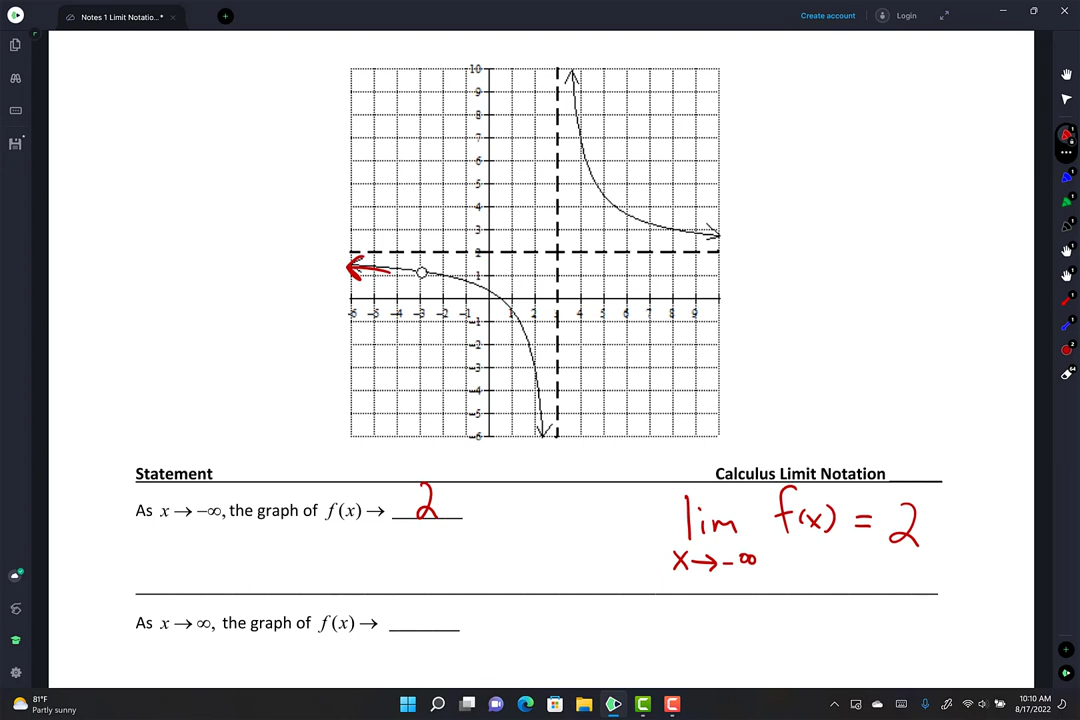 Notes 1 Limit Notatio...*
Create account
Login
10
9
8
7
6
5
4
3
2
1
-6 -5 -4 -3 -2 -1 1 2 4 5 6 7 8 9
-1
-2
-3
-4
-5
-6
Statement Calculus Limit Notation
As x → −∞, the graph of f(x) → 2
lim f(x) = 2
x → -∞
As x → ∞, the graph of f(x) →
81°F
Partly sunny
10:10 AM
8/17/2022